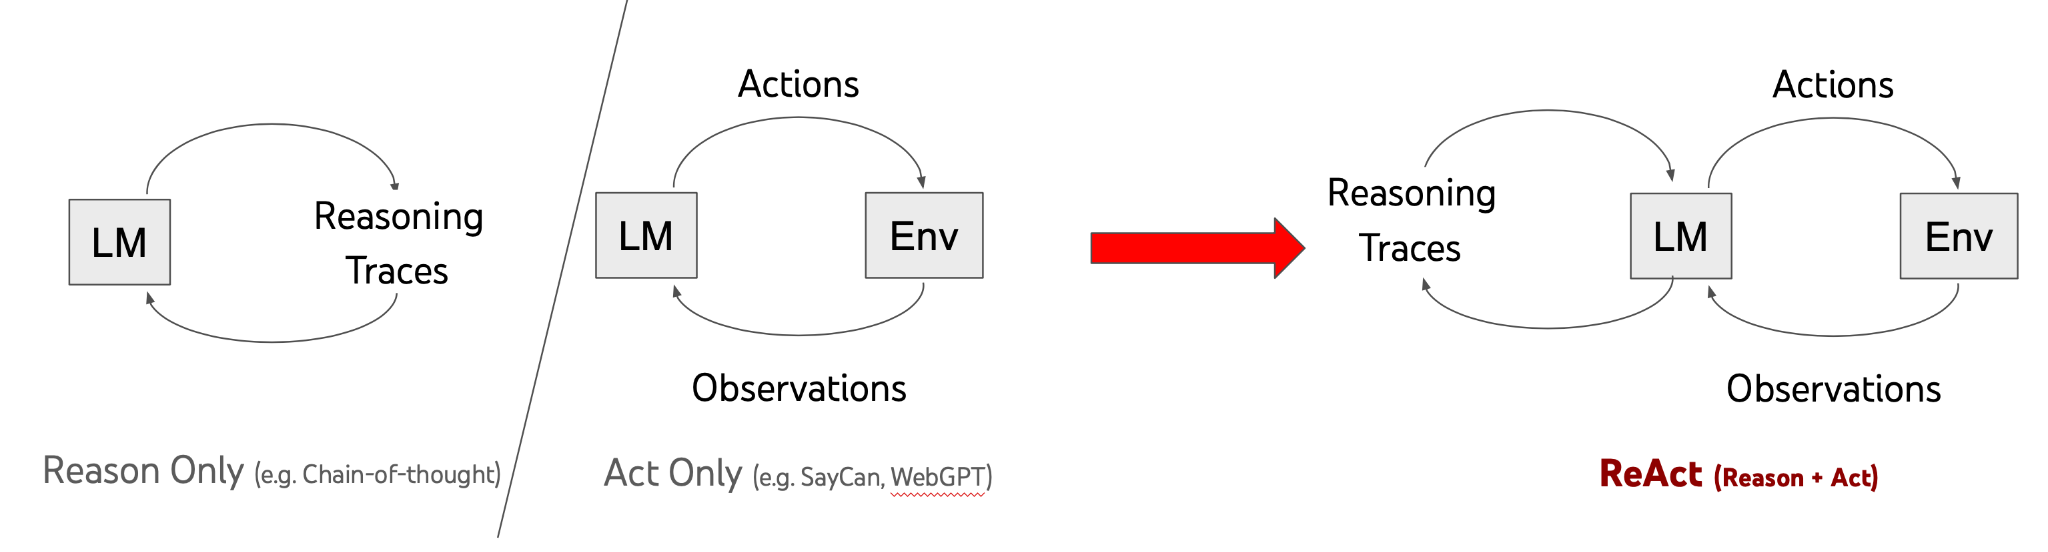 LM
Reasoning
Traces
Reason Only (e.g. Chain-of-thought)
Actions
LM
Env
Observations
Act Only (e.g. SayCan, WebGPT)
Actions
Reasoning
Traces
LM
Env
Observations
ReAct (Reason + Act)